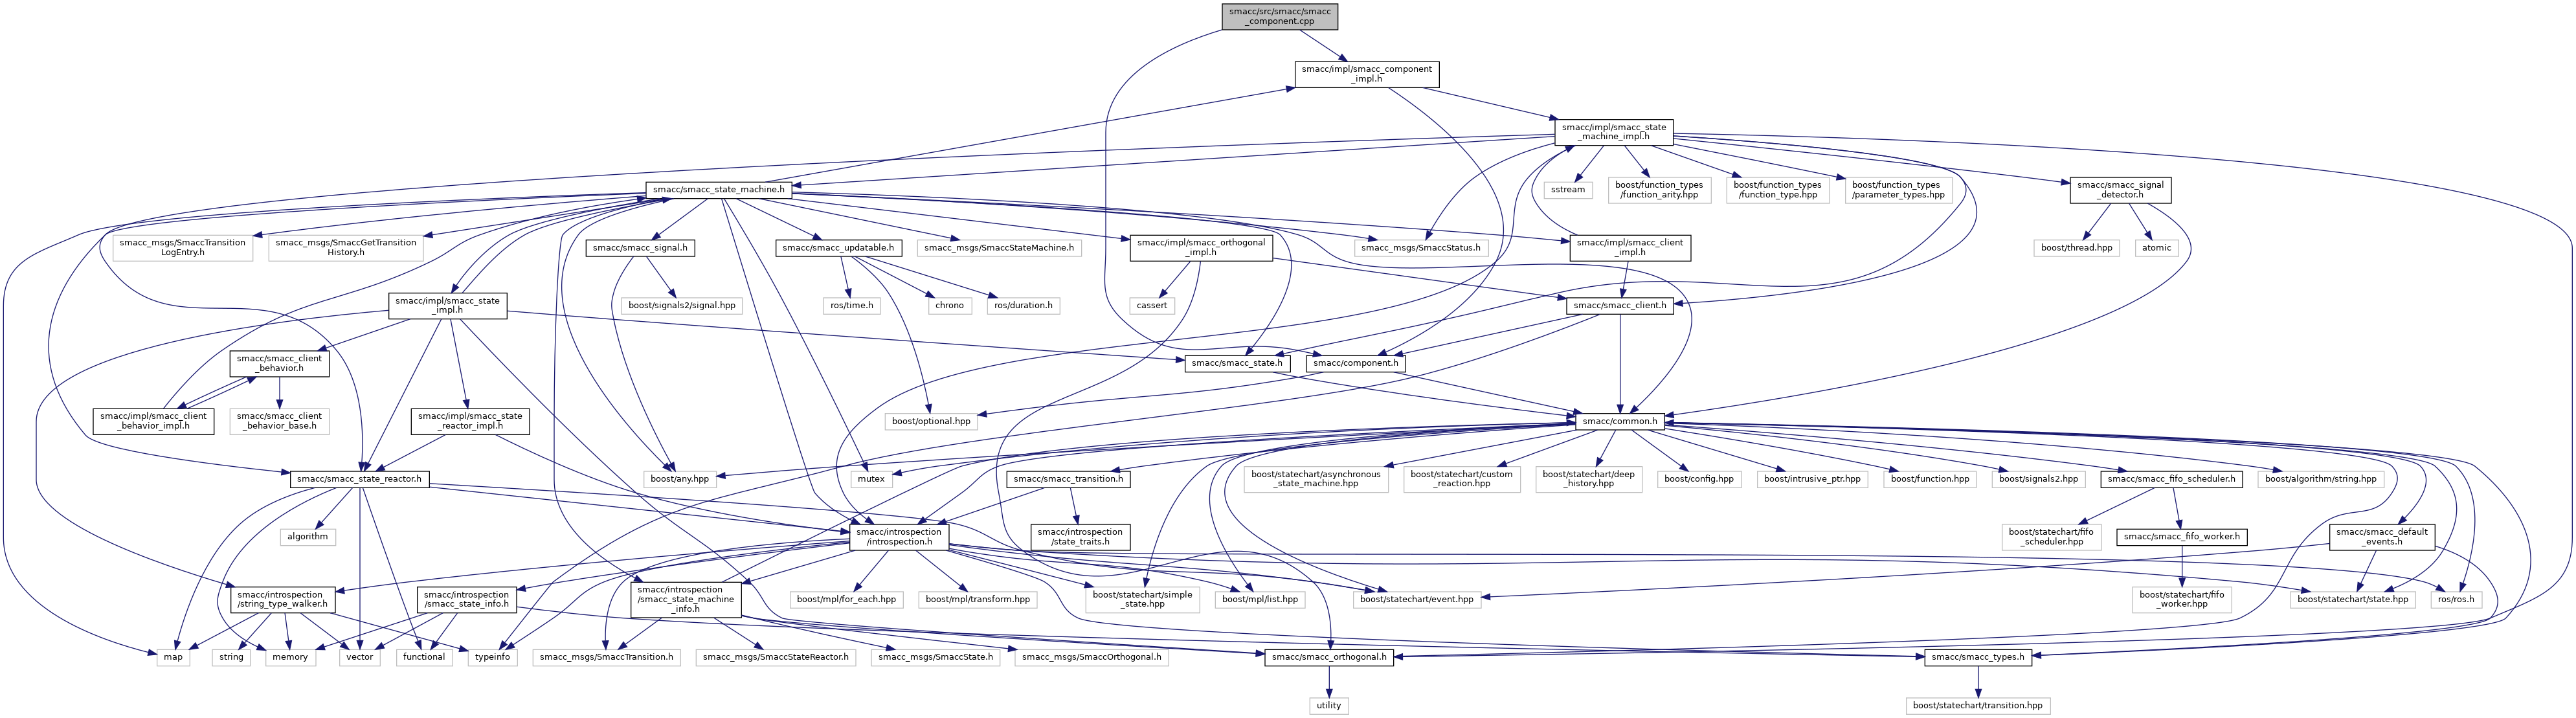 smacc/src/smacc/smacc
_component.cpp
smacc/impl/smacc_component
_impl.h
smacc/impl/smacc_state
_machine_impl.h
smacc/smacc_state_machine.h
sstream
boost/function_types
/function_arity.hpp
boost/function_types
/function_type.hpp
boost/function_types
/parameter_types.hpp
smacc/smacc_signal
_detector.h
smacc_msgs/SmaccTransition
LogEntry.h
smacc_msgs/SmaccGetTransition
History.h
smacc/smacc_signal.h
smacc/smacc_updatable.h
smacc_msgs/SmaccStateMachine.h
smacc/impl/smacc_orthogonal
_impl.h
smacc_msgs/SmaccStatus.h
smacc/impl/smacc_client
_impl.h
boost/thread.hpp
atomic
smacc/impl/smacc_state
_impl.h
boost/signals2/signal.hpp
ros/time.h
chrono
ros/duration.h
cassert
smacc/smacc_client.h
smacc/smacc_client
_behavior.h
smacc/smacc_state.h
smacc/component.h
smacc/impl/smacc_client
_behavior_impl.h
smacc/smacc_client
_behavior_base.h
smacc/impl/smacc_state
_reactor_impl.h
boost/optional.hpp
smacc/common.h
smacc/smacc_state_reactor.h
boost/any.hpp
mutex
smacc/smacc_transition.h
boost/statechart/asynchronous
_state_machine.hpp
boost/statechart/custom
_reaction.hpp
boost/statechart/deep
_history.hpp
boost/config.hpp
boost/intrusive_ptr.hpp
boost/function.hpp
boost/signals2.hpp
smacc/smacc_fifo_scheduler.h
boost/algorithm/string.hpp
algorithm
smacc/introspection
/introspection.h
smacc/introspection
/state_traits.h
boost/statechart/fifo
_scheduler.hpp
smacc/smacc_fifo_worker.h
smacc/smacc_default
_events.h
smacc/introspection
/string_type_walker.h
smacc/introspection
/smacc_state_info.h
smacc/introspection
/smacc_state_machine
_info.h
boost/mpl/for_each.hpp
boost/mpl/transform.hpp
boost/statechart/simple
_state.hpp
boost/mpl/list.hpp
boost/statechart/event.hpp
boost/statechart/fifo
_worker.hpp
boost/statechart/state.hpp
ros/ros.h
map
string
memory
vector
functional
typeinfo
smacc_msgs/SmaccTransition.h
smacc_msgs/SmaccStateReactor.h
smacc_msgs/SmaccState.h
smacc_msgs/SmaccOrthogonal.h
smacc/smacc_orthogonal.h
smacc/smacc_types.h
utility
boost/statechart/transition.hpp